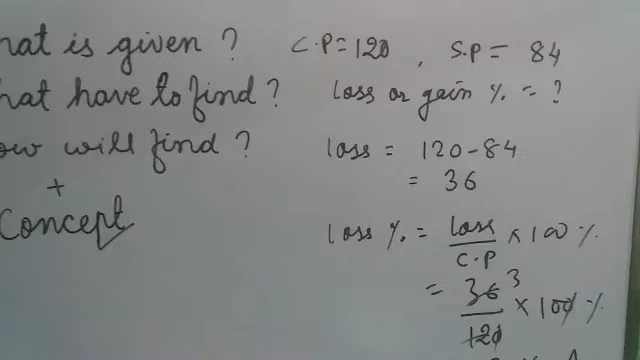 hat is given ? C.P = 120 , S.P = 84
hat have to find ? loss or gain % = ?
ow will find ? loss = 120 - 84
= 36
+
Concept
loss % = loss/C.P × 100 %
= 36/120 × 100 %
3